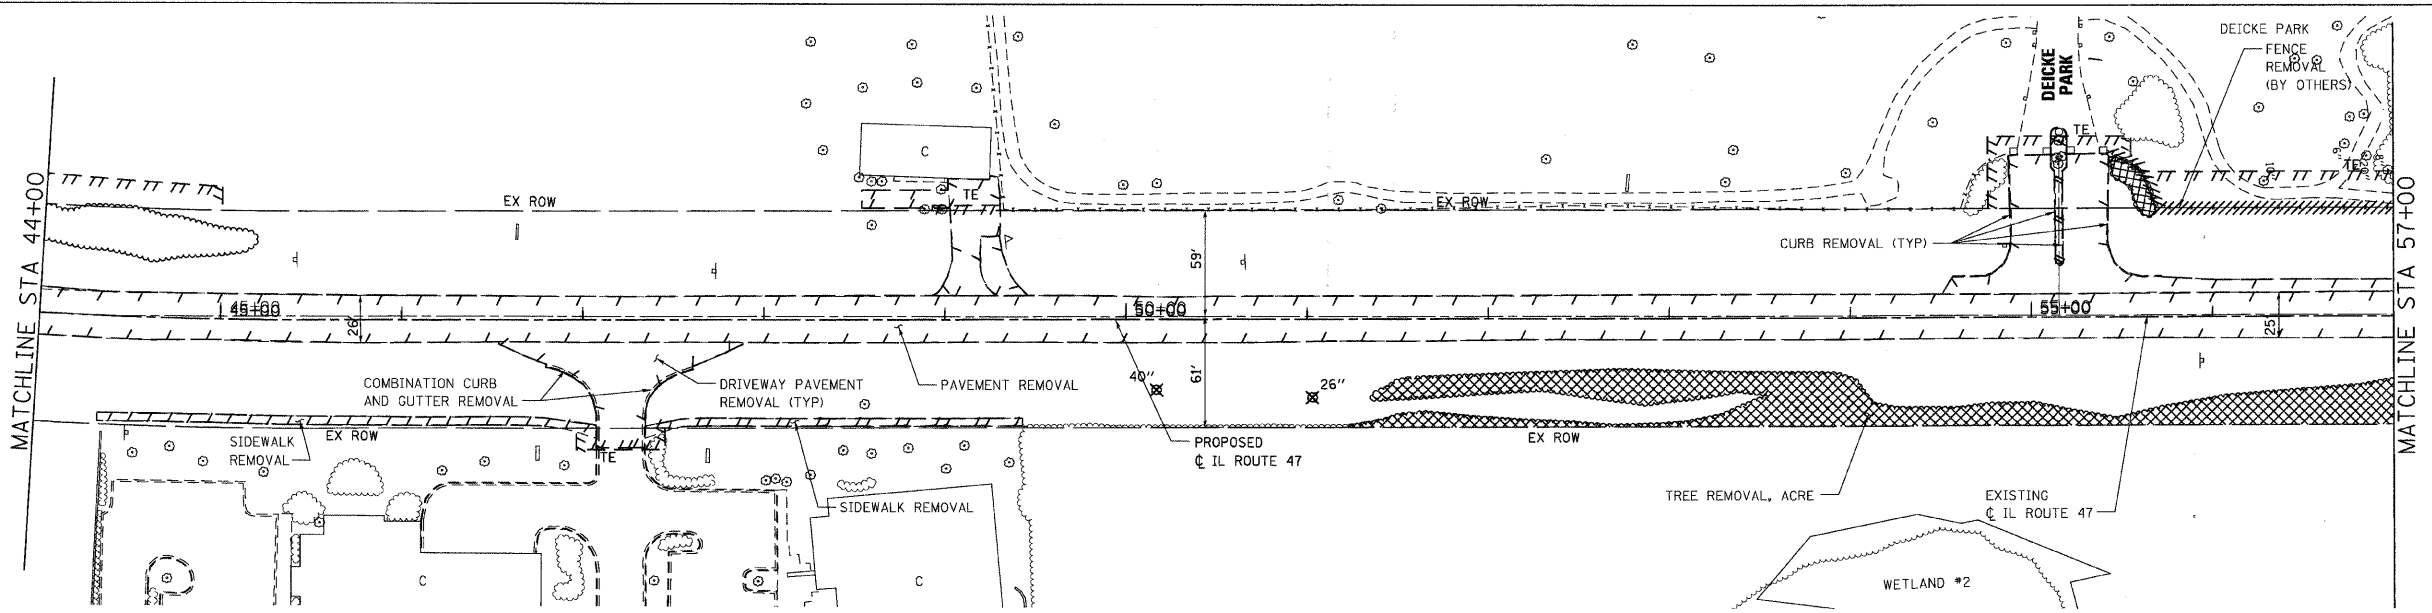 MATCHLINE STA 44+00
EX ROW
C
TE
59'
EX ROW
DEICKE
PARK
TE
DEICKE PARK
FENCE
REMOVAL
(BY OTHERS)
TE
10"
CURB REMOVAL (TYP)
45+00
26'
50+00
55+00
25'
MATCHLINE STA 57+00
COMBINATION CURB
AND GUTTER REMOVAL
DRIVEWAY PAVEMENT
REMOVAL (TYP)
PAVEMENT REMOVAL
40"
61'
26"
SIDEWALK
REMOVAL
EX ROW
TE
PROPOSED
℄ IL ROUTE 47
EX ROW
SIDEWALK REMOVAL
TREE REMOVAL, ACRE
EXISTING
℄ IL ROUTE 47
C
C
WETLAND #2